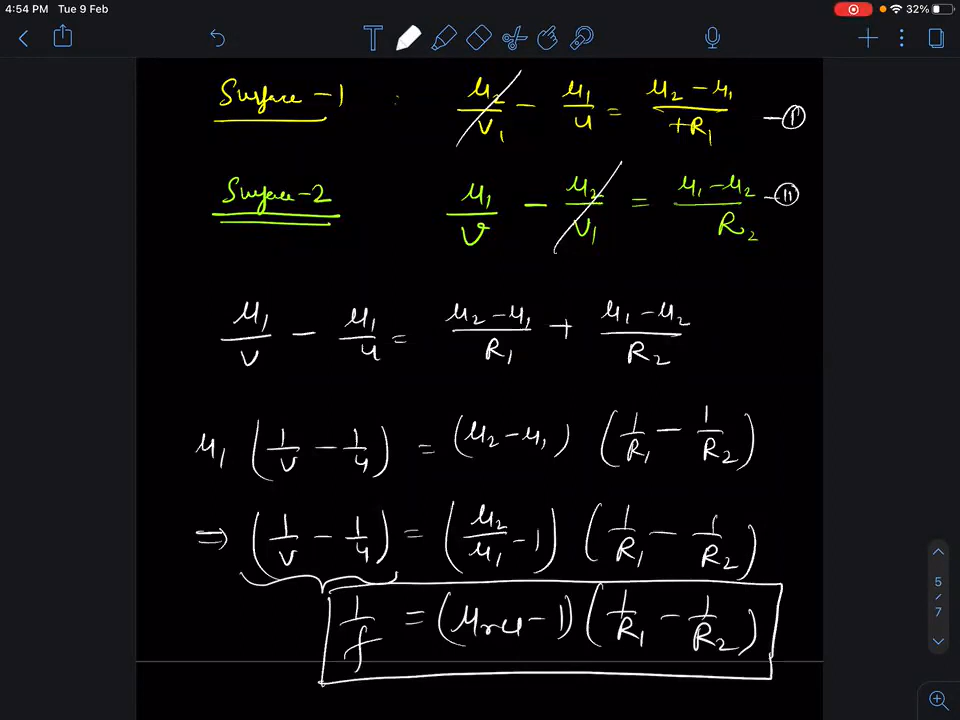 4:54 PM Tue 9 Feb 32%
T
Surface-1 : μ₂/v₁ - μ₁/u = μ₂-μ₁/+R₁ -①
Surface-2 μ₁/v - μ₂/v₁ = μ₁-μ₂/R₂ -⑪
μ₁/v - μ₁/u = μ₂-μ₁/R₁ + μ₁-μ₂/R₂
μ₁ (1/v - 1/u) = (μ₂-μ₁) (1/R₁ - 1/R₂)
⇒ (1/v - 1/u) = (μ₂/μ₁ - 1) (1/R₁ - 1/R₂)
1/f = (μrel - 1) (1/R₁ - 1/R₂)
5
/
7